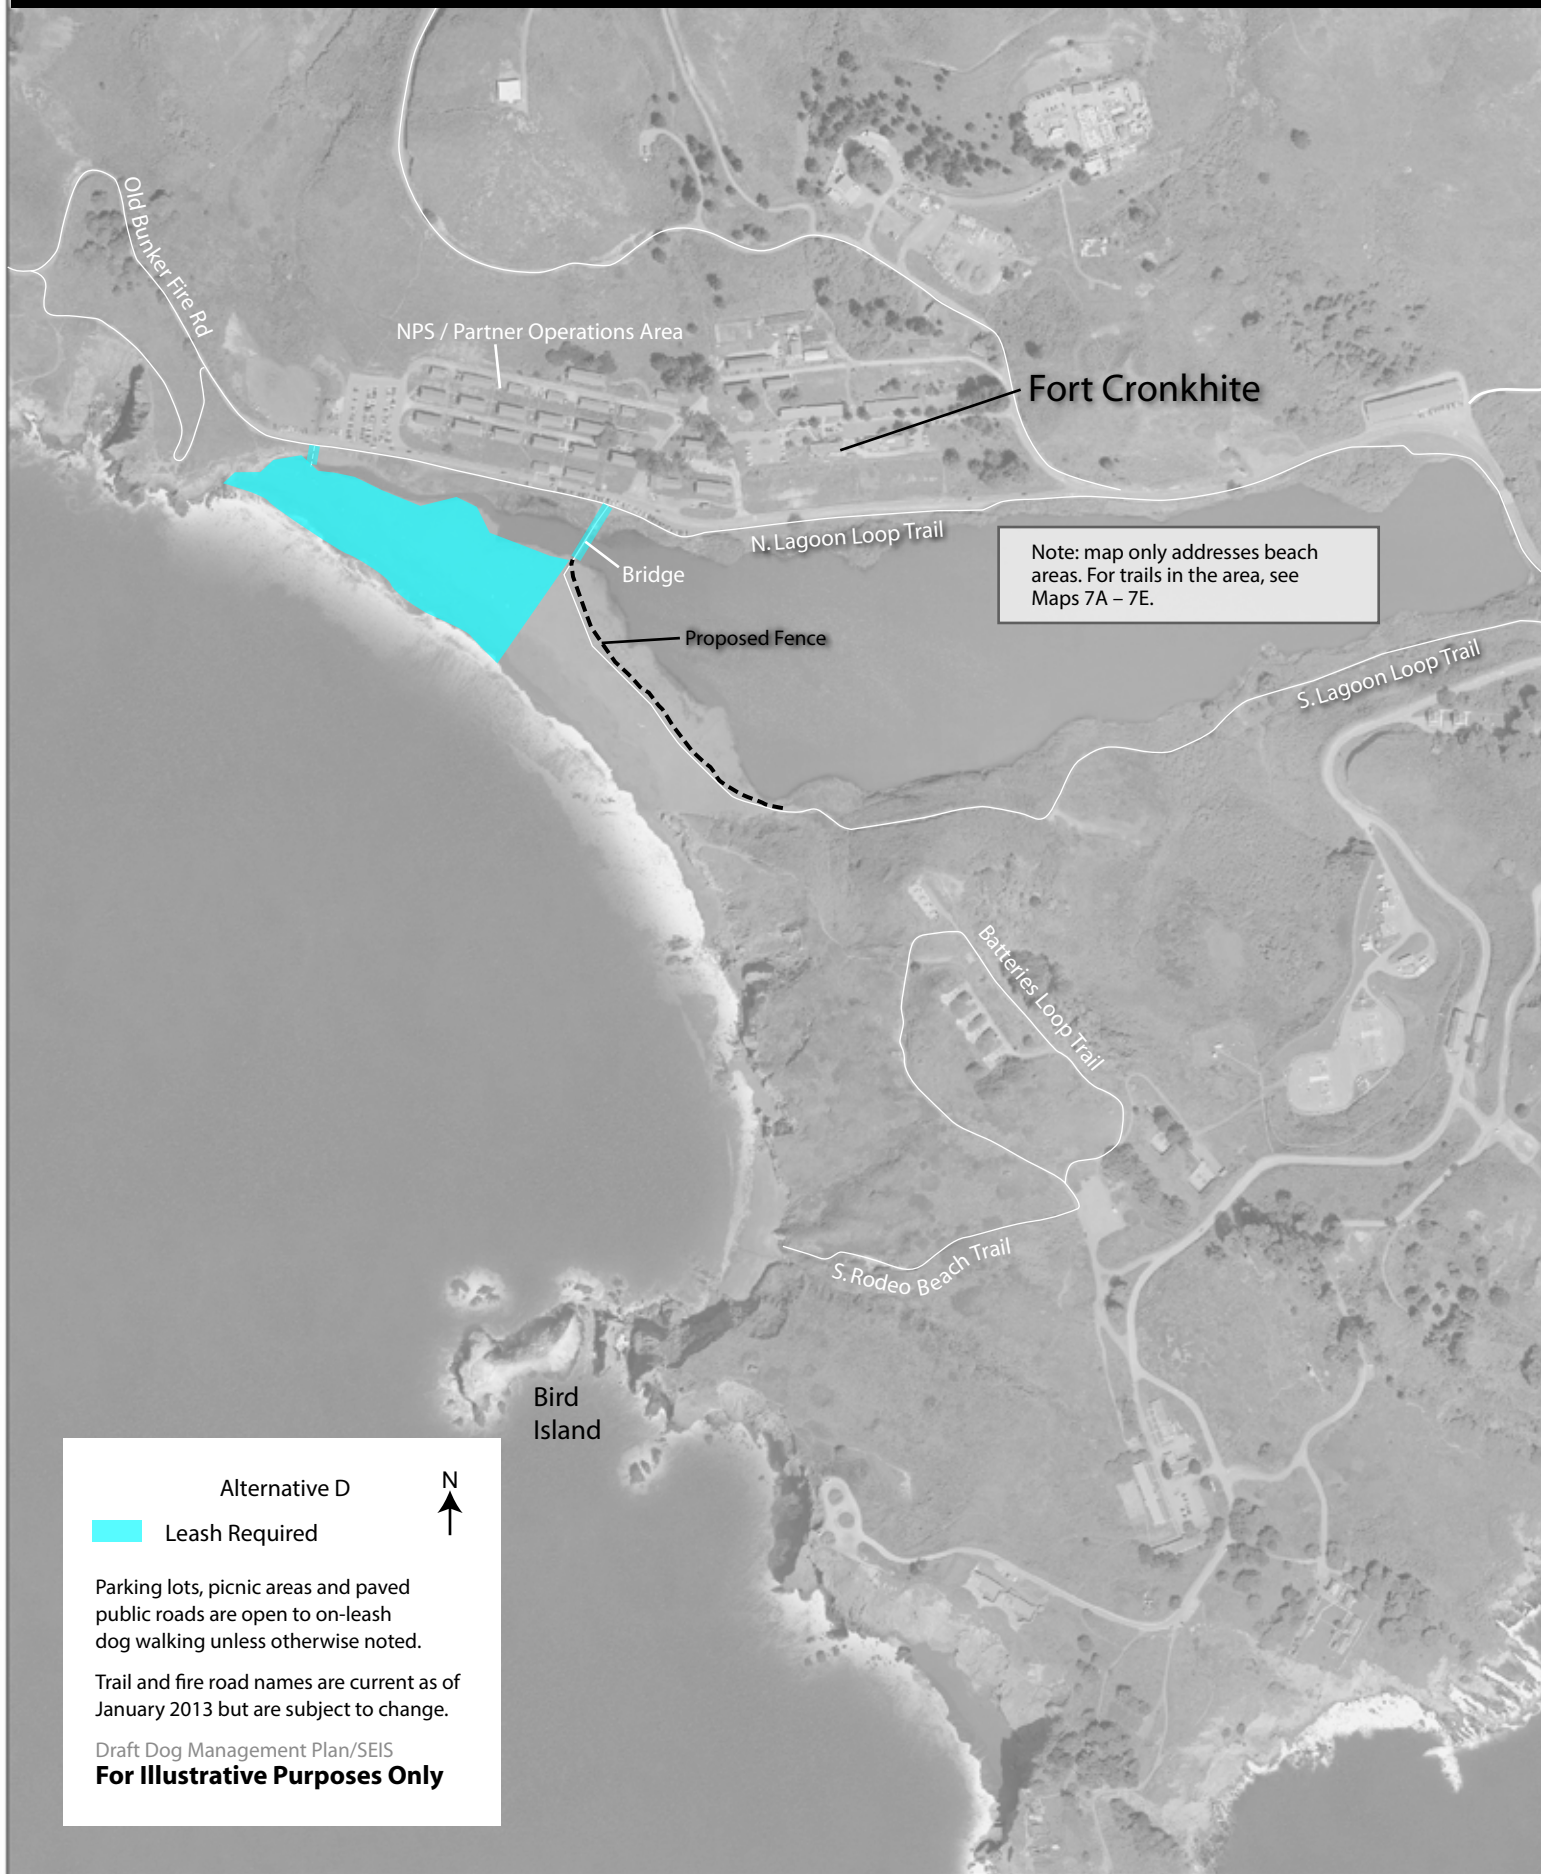 Old Bunker Fire Rd
NPS / Partner Operations Area
Fort Cronkhite
N. Lagoon Loop Trail
Note: map only addresses beach
areas. For trails in the area, see
Maps 7A – 7E.
Bridge
Proposed Fence
S. Lagoon Loop Trail
Batteries Loop Trail
S. Rodeo Beach Trail
Bird
Island
Alternative D
N
Leash Required
Parking lots, picnic areas and paved
public roads are open to on-leash
dog walking unless otherwise noted.
Trail and fire road names are current as of
January 2013 but are subject to change.
Draft Dog Management Plan/SEIS
For Illustrative Purposes Only